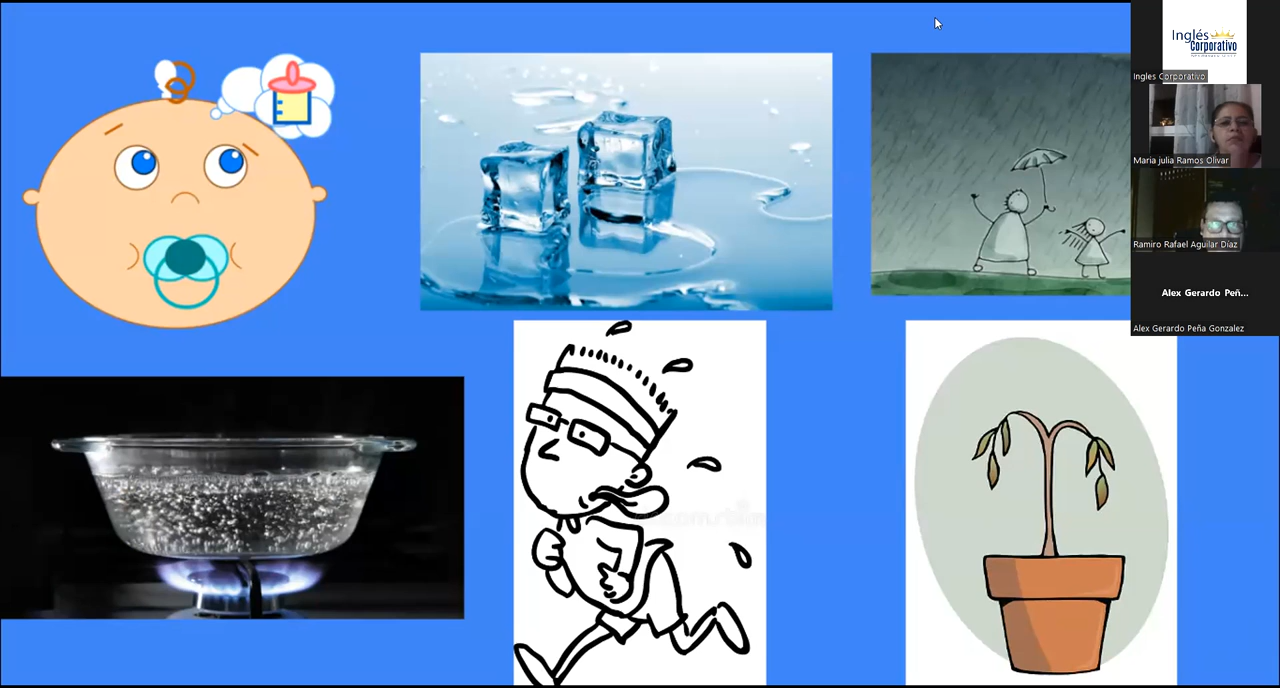 Inglés
Corporativo
Ingles Corporativo
Maria julia Ramos Olivar
Ramiro Rafael Aguilar Díaz
Alex Gerardo Peñ...
Alex Gerardo Peña Gonzalez